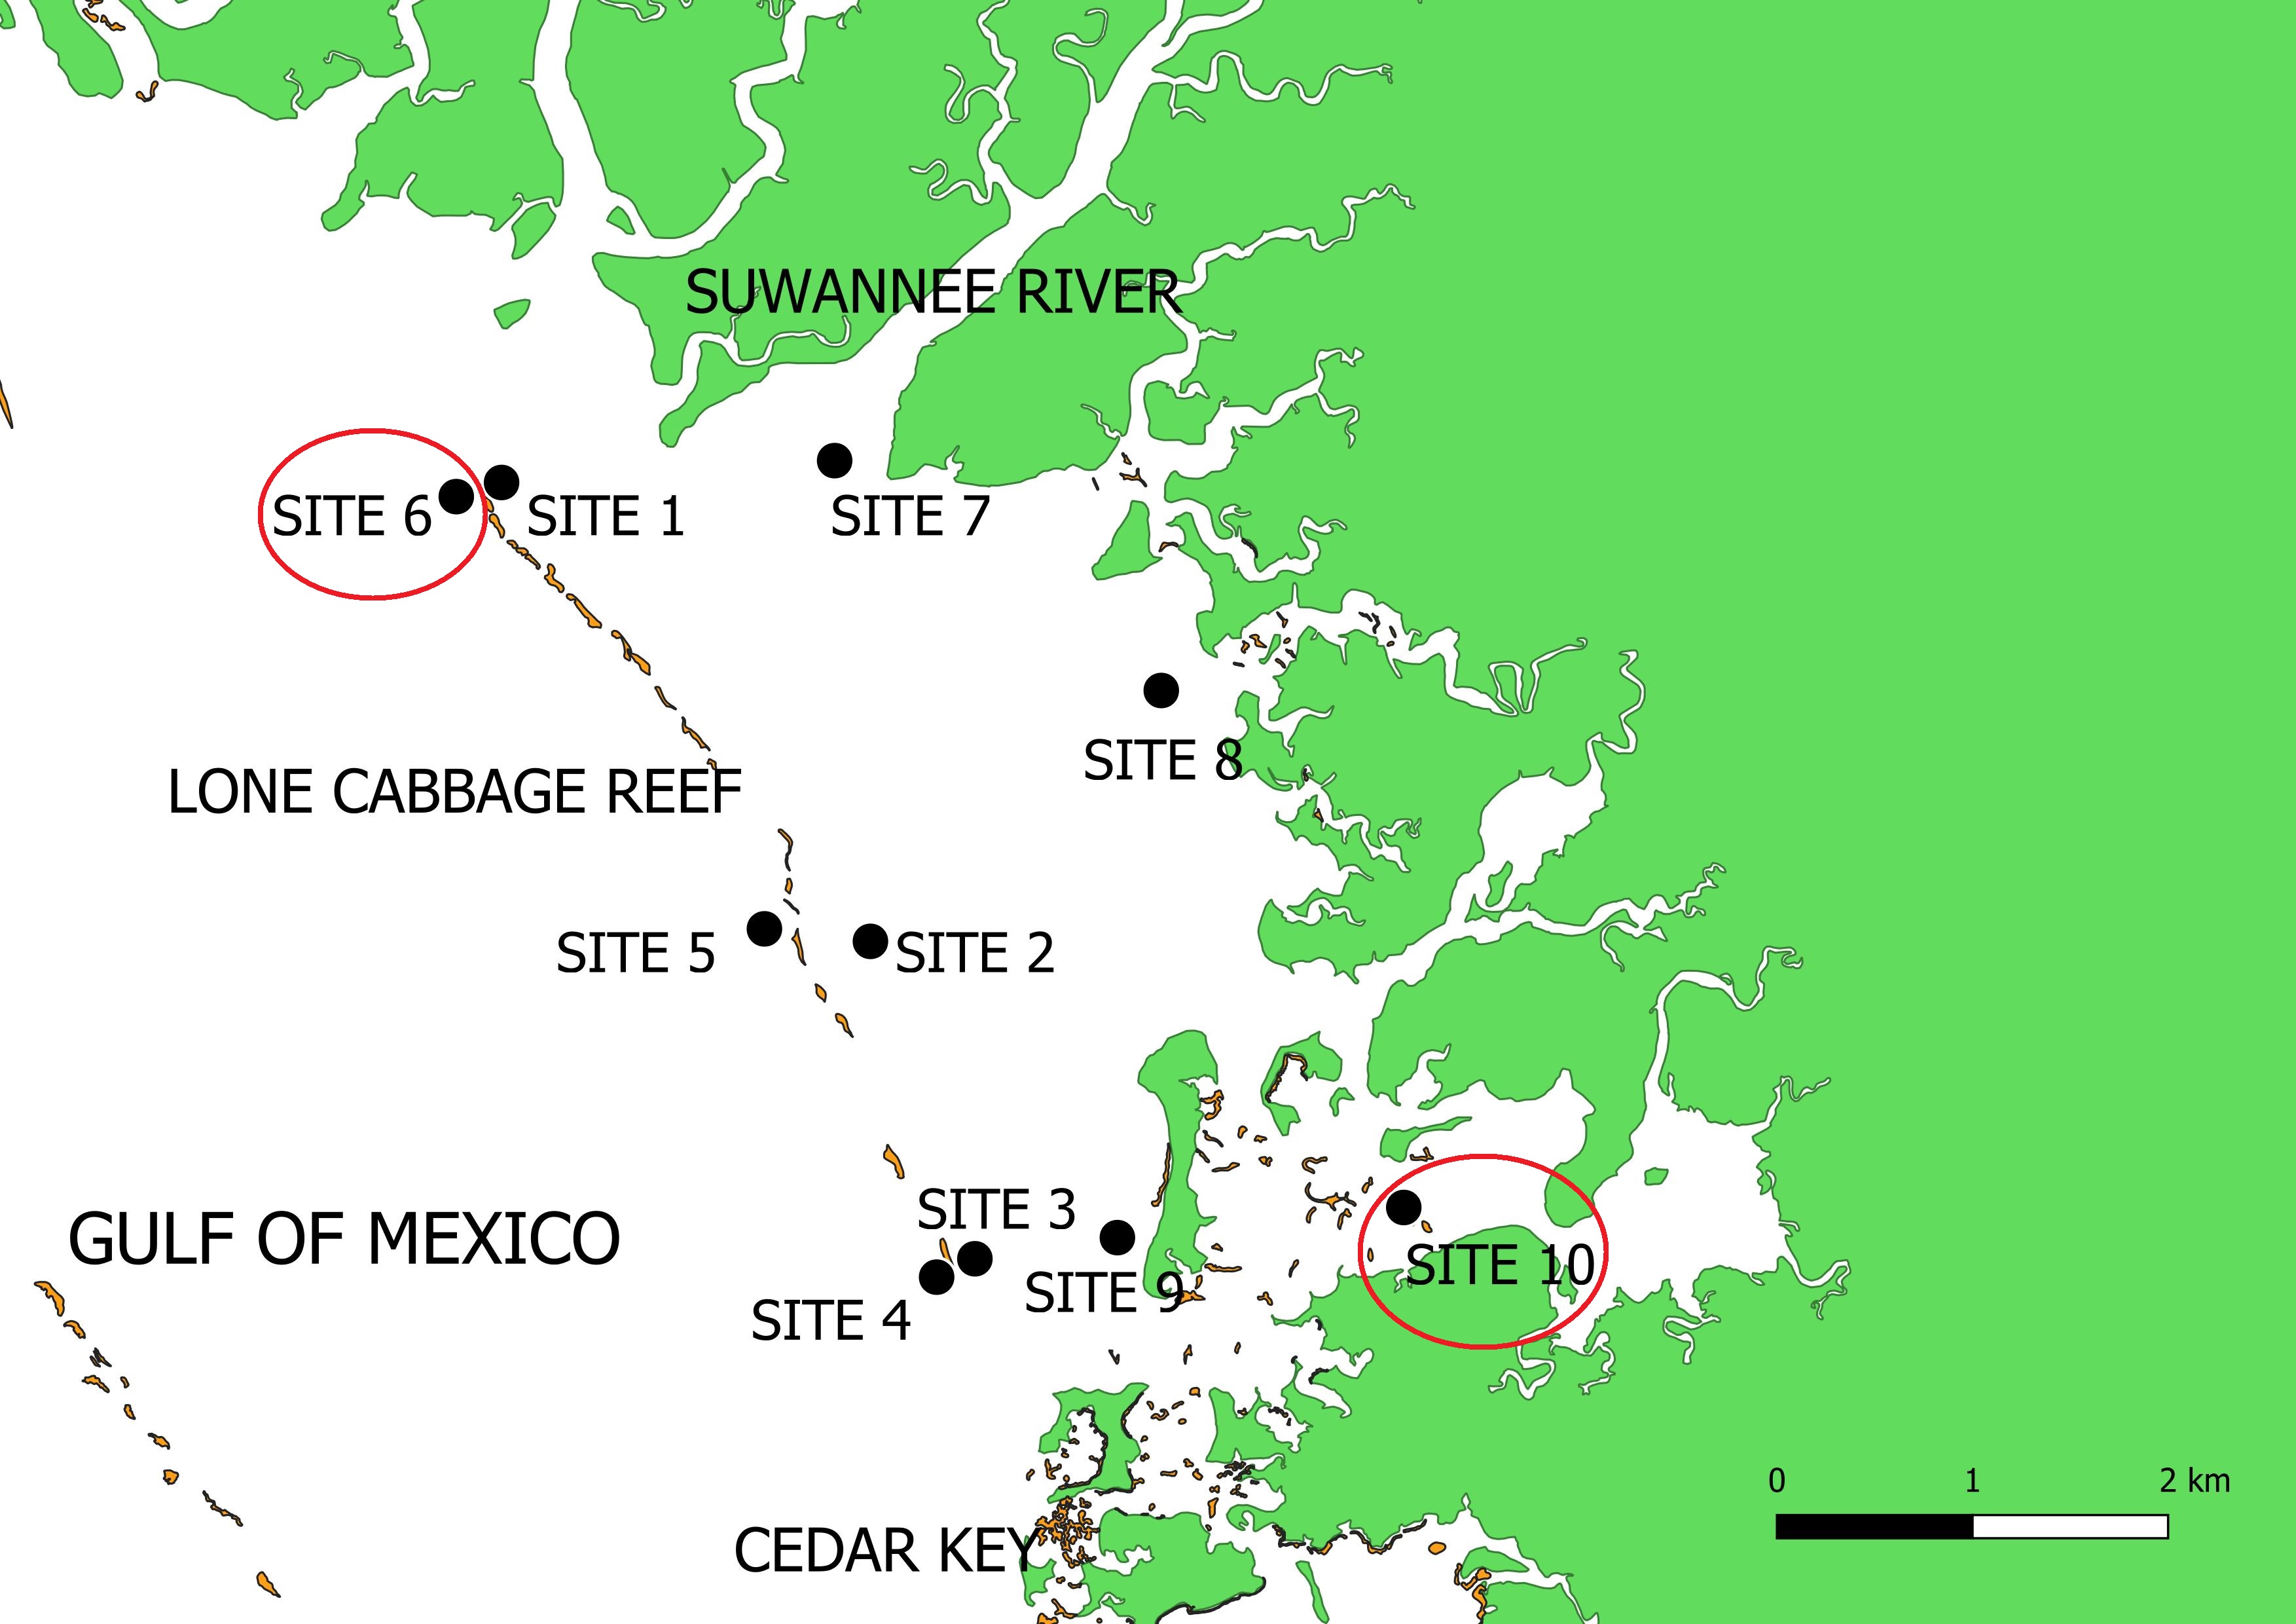 SUWANNEE RIVER
SITE 6
SITE 1
SITE 7
SITE 8
LONE CABBAGE REEF
SITE 5
SITE 2
SITE 3
GULF OF MEXICO
SITE 10
SITE 9
SITE 4
0 1 2 km
CEDAR KEY